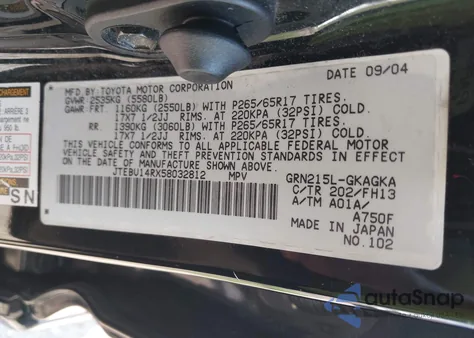 MFD. BY: TOYOTA MOTOR CORPORATION DATE 09/04
GVWR 2535KG (5580LB)
GAWR FRT. 1160KG (2550LB) WITH P265/65R17 TIRES.
17X7 1/2JJ RIMS. AT 220KPA (32PSI) COLD.
RR. 1390KG (3060LB) WITH P265/65R17 TIRES.
17X7 1/2JJ RIMS. AT 220KPA (32PSI) COLD.
THIS VEHICLE CONFORMS TO ALL APPLICABLE FEDERAL MOTOR
VEHICLE SAFETY AND THEFT PREVENTION STANDARDS IN
EFFECT ON THE DATE OF MANUFACTURE SHOWN ABOVE.
JTEBU14RX58032812 MPV GRN215L-GKAGKA
C/TR 202/FH13
A/TM A01A/
A750F
MADE IN JAPAN
NO.102
ARRIÈRE
SN
autoSnap